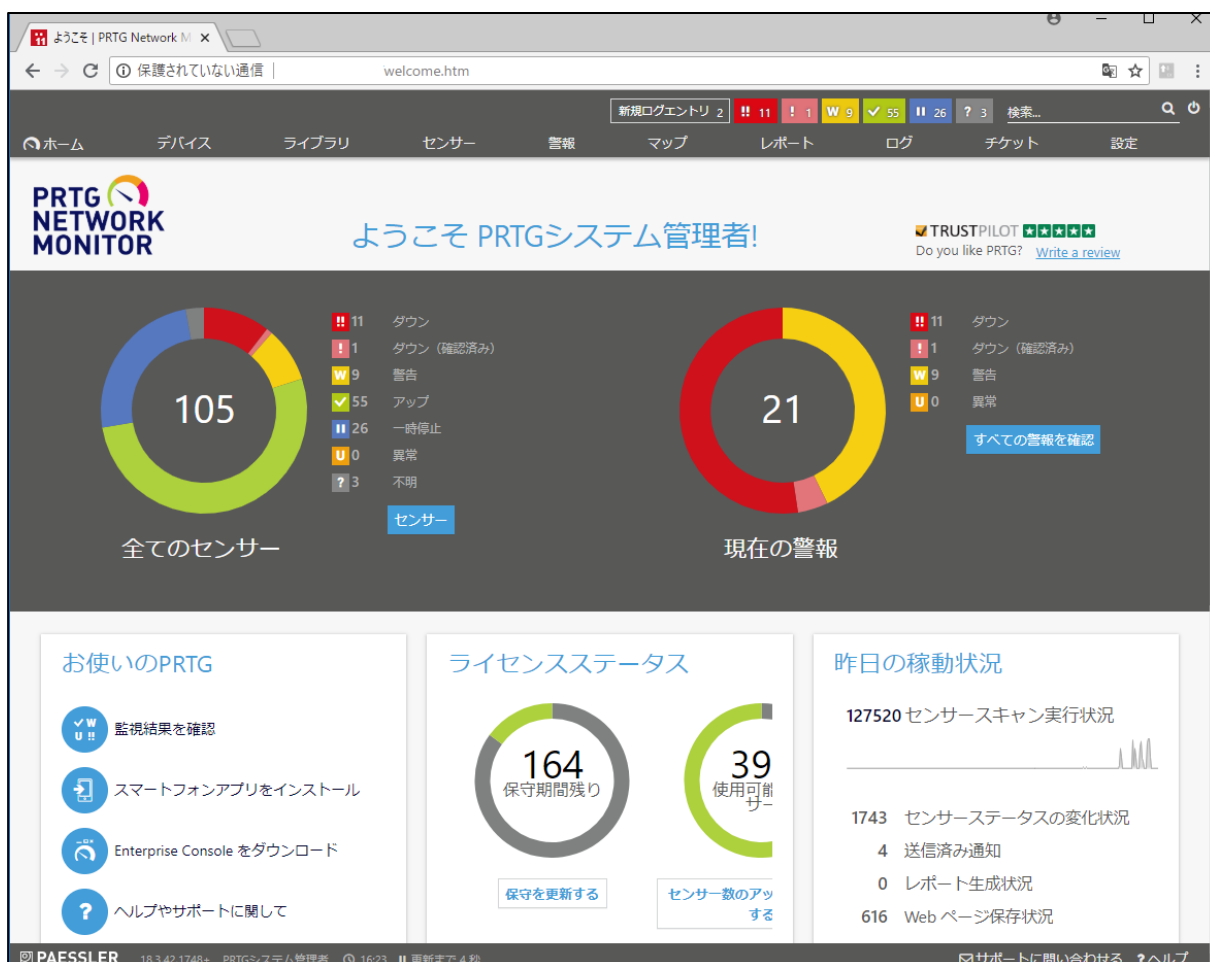 ようこそ | PRTG Network M
保護されていない通信
welcome.htm
新規ログエントリ 2
!! 11
! 1
W 9
55
26
? 3
検索...
ホーム
デバイス
ライブラリ
センサー
警報
マップ
レポート
ログ
チケット
設定
PRTG
NETWORK
MONITOR
ようこそ PRTGシステム管理者!
TRUSTPILOT
Do you like PRTG? Write a review
105
全てのセンサー
!! 11 ダウン
! 1 ダウン（確認済み）
W 9 警告
55 アップ
26 一時停止
U 0 異常
? 3 不明
センサー
21
現在の警報
!! 11 ダウン
! 1 ダウン（確認済み）
W 9 警告
U 0 異常
すべての警報を確認
お使いのPRTG
W
U !!
監視結果を確認
スマートフォンアプリをインストール
Enterprise Console をダウンロード
?
ヘルプやサポートに関して
ライセンスステータス
164
保守期間残り
保守を更新する
39
使用可能
サー
センサー数のアッ
する
昨日の稼動状況
127520 センサースキャン実行状況
1743 センサーステータスの変化状況
4 送信済み通知
0 レポート生成状況
616 Web ページ保存状況
PAESSLER
18.3.42.1748+
PRTGシステム管理者
16:23
更新まで 4 秒
サポートに問い合わせる
? ヘルプ